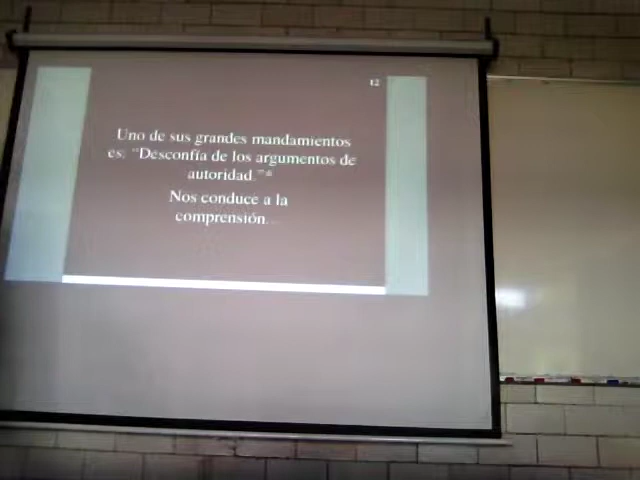 12
Uno de sus grandes mandamientos
es: "Desconfía de los argumentos de
autoridad."*
Nos conduce a la
comprensión.